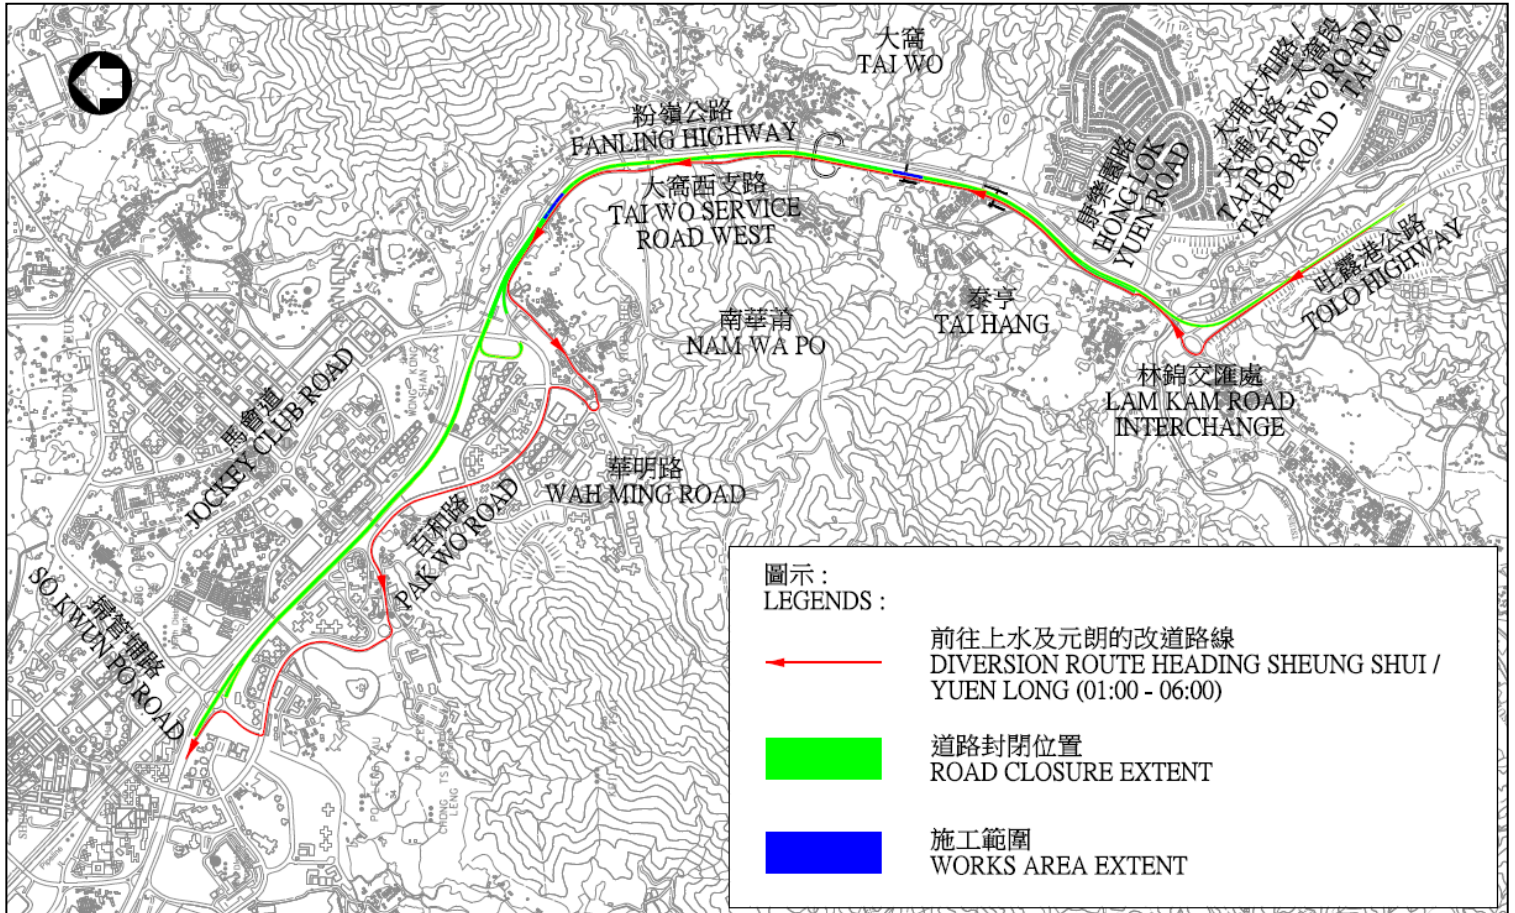 大窩
TAI WO
粉嶺公路
FANLING HIGHWAY
大窩西支路
TAI WO SERVICE
ROAD WEST
康樂園路
HONG LOK
YUEN ROAD
大埔太和路 /
大埔公路 - 大窩段
TAI PO TAI WO ROAD /
TAI PO ROAD - TAI WO
吐露港公路
TOLO HIGHWAY
南華莆
NAM WA PO
泰亨
TAI HANG
林錦交匯處
LAM KAM ROAD
INTERCHANGE
馬會道
JOCKEY CLUB ROAD
華明路
WAH MING ROAD
百和路
PAK WO ROAD
掃管埔路
SO KWUN PO ROAD
WONG KONG
SHAN
FANLING
CHONG
LENG
圖示 :
LEGENDS :
前往上水及元朗的改道路線
DIVERSION ROUTE HEADING SHEUNG SHUI /
YUEN LONG (01:00 - 06:00)
道路封閉位置
ROAD CLOSURE EXTENT
施工範圍
WORKS AREA EXTENT